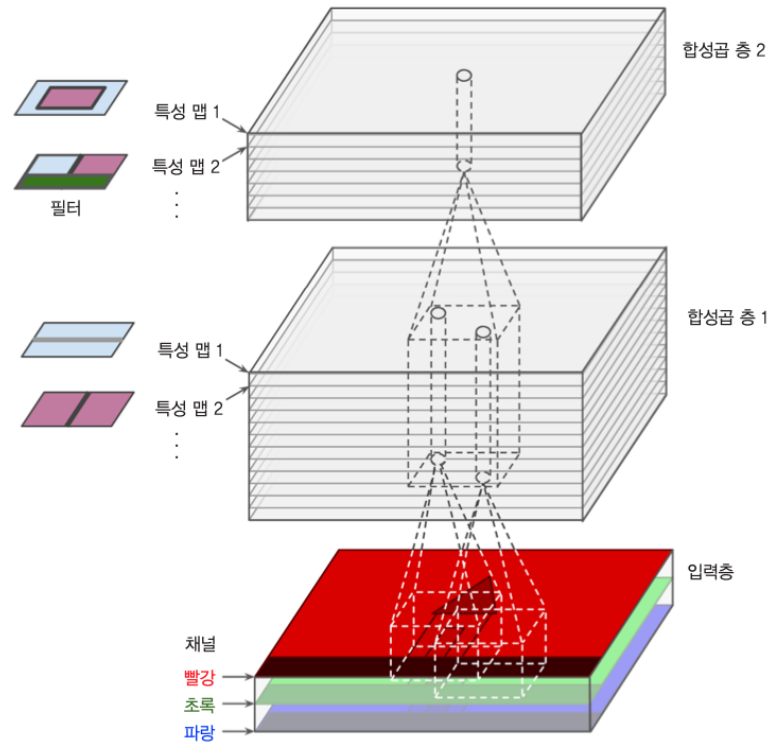 합성곱 층 2
특성 맵 1
특성 맵 2
⋮
필터
합성곱 층 1
특성 맵 1
특성 맵 2
⋮
입력층
채널
빨강
초록
파랑